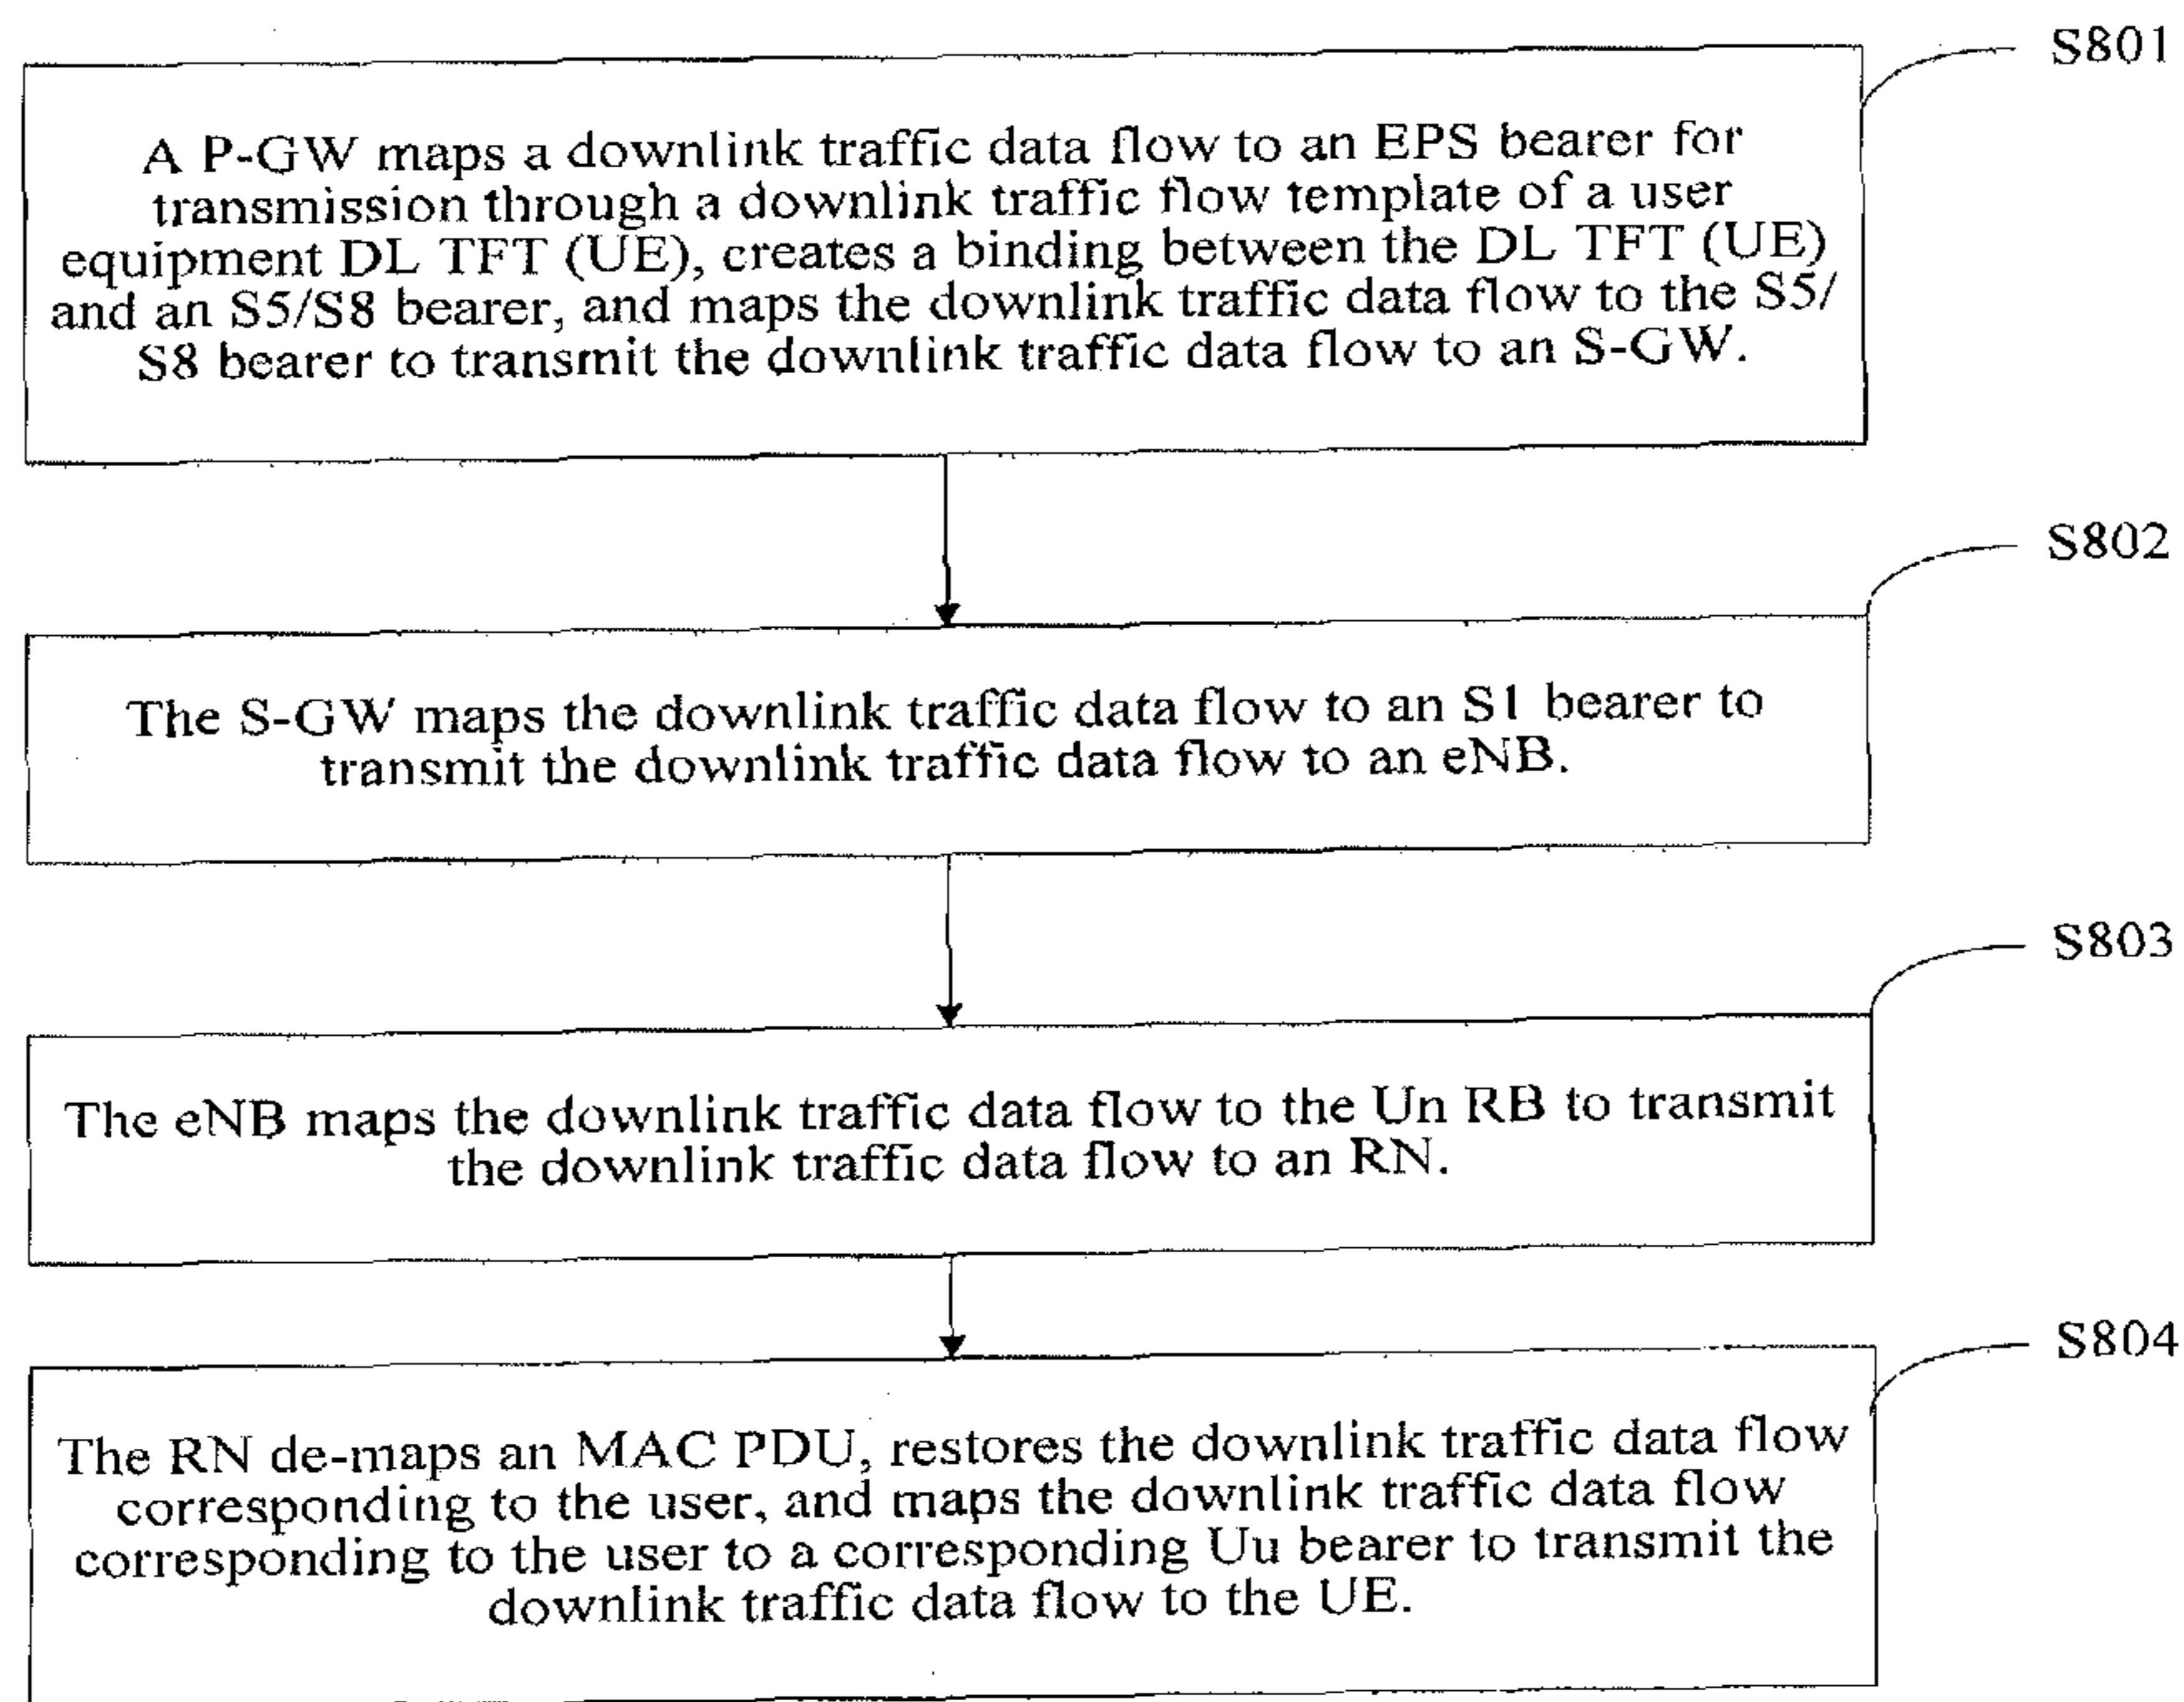 S801
A P-GW maps a downlink traffic data flow to an EPS bearer for
transmission through a downlink traffic flow template of a user
equipment DL TFT (UE), creates a binding between the DL TFT (UE)
and an S5/S8 bearer, and maps the downlink traffic data flow to the S5/
S8 bearer to transmit the downlink traffic data flow to an S-GW.
S802
The S-GW maps the downlink traffic data flow to an S1 bearer to
transmit the downlink traffic data flow to an eNB.
S803
The eNB maps the downlink traffic data flow to the Un RB to transmit
the downlink traffic data flow to an RN.
S804
The RN de-maps an MAC PDU, restores the downlink traffic data flow
corresponding to the user, and maps the downlink traffic data flow
corresponding to the user to a corresponding Uu bearer to transmit the
downlink traffic data flow to the UE.